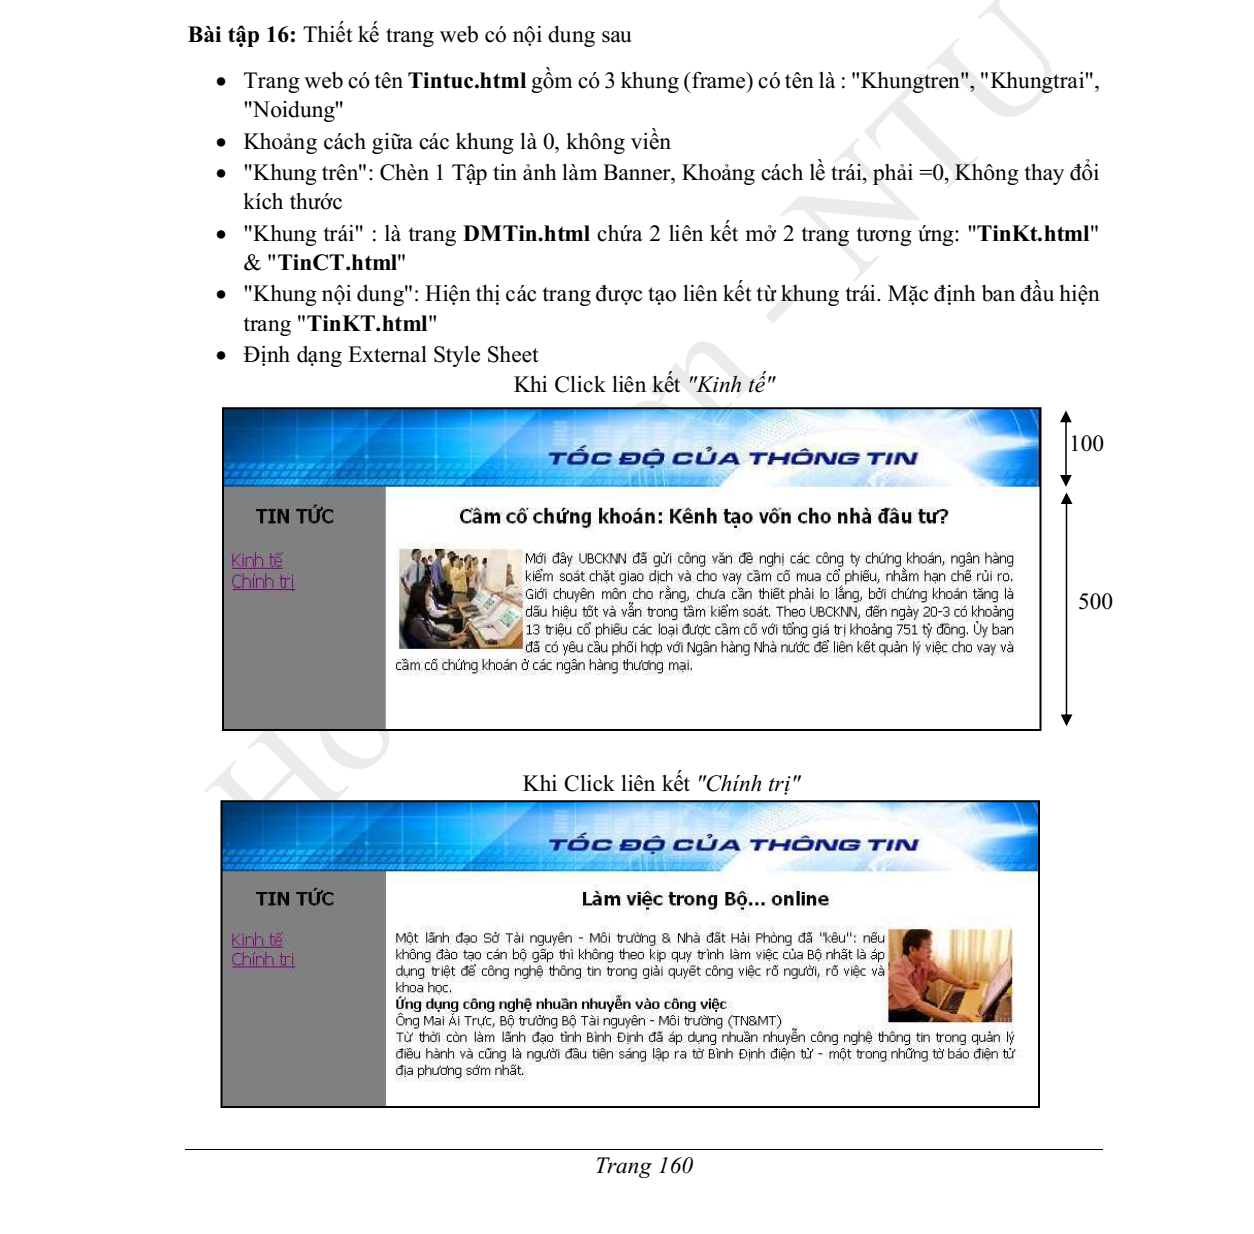 Bài tập 16: Thiết kế trang web có nội dung sau
• Trang web có tên Tintuc.html gồm có 3 khung (frame) có tên là : "Khungtren", "Khungtrai",
"Noidung"
• Khoảng cách giữa các khung là 0, không viền
• "Khung trên": Chèn 1 Tập tin ảnh làm Banner, Khoảng cách lề trái, phải =0, Không thay đổi
kích thước
• "Khung trái" : là trang DMTin.html chứa 2 liên kết mở 2 trang tương ứng: "TinKt.html"
& "TinCT.html"
• "Khung nội dung": Hiện thị các trang được tạo liên kết từ khung trái. Mặc định ban đầu hiện
trang "TinKT.html"
• Định dạng External Style Sheet
Khi Click liên kết "Kinh tế"
TỐC ĐỘ CỦA THÔNG TIN
100
TIN TỨC
Kinh tế
Chính trị
Cầm cố chứng khoán: Kênh tạo vốn cho nhà đầu tư?
Mới đây UBCKNN đã gửi công văn đề nghị các công ty chứng khoán, ngân hàng
kiểm soát chặt giao dịch và cho vay cầm cố mua cổ phiếu, nhằm hạn chế rủi ro.
Giới chuyên môn cho rằng, chưa cần thiết phải lo lắng, bởi chứng khoán tăng là
dấu hiệu tốt và vẫn trong tầm kiểm soát. Theo UBCKNN, đến ngày 20-3 có khoảng
13 triệu cổ phiếu các loại được cầm cố với tổng giá trị khoảng 751 tỷ đồng. Ủy ban
đã có yêu cầu phối hợp với Ngân hàng Nhà nước để liên kết quản lý việc cho vay và
cầm cố chứng khoán ở các ngân hàng thương mại.
500
Khi Click liên kết "Chính trị"
TỐC ĐỘ CỦA THÔNG TIN
TIN TỨC
Kinh tế
Chính trị
Làm việc trong Bộ... online
Một lãnh đạo Sở Tài nguyên - Môi trường & Nhà đất Hải Phòng đã "kêu": nếu
không đào tạo cán bộ gấp thì không theo kịp quy trình làm việc của Bộ nhất là áp
dụng triệt để công nghệ thông tin trong giải quyết công việc rõ người, rõ việc và
khoa học.
Ứng dụng công nghệ nhuần nhuyễn vào công việc
Ông Mai Ái Trực, Bộ trưởng Bộ Tài nguyên - Môi trường (TN&MT)
Từ thời còn làm lãnh đạo tỉnh Bình Định đã áp dụng nhuần nhuyễn công nghệ thông tin trong quản lý
điều hành và cũng là người đầu tiên sáng lập ra tờ Bình Định điện tử - một trong những tờ báo điện tử
địa phương sớm nhất.
Trang 160
- NTU